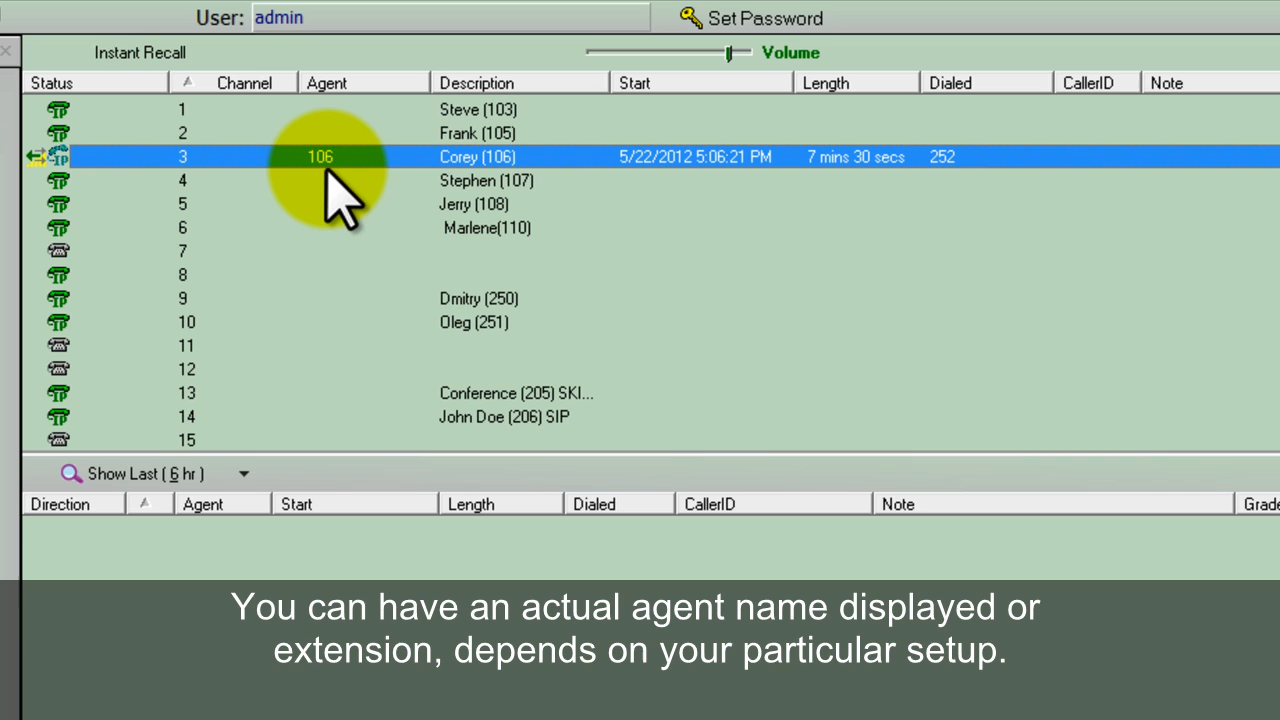 User: admin Set Password
Instant Recall Volume
Status Channel Agent Description Start Length Dialed CallerID Note
1 Steve (103)
2 Frank (105)
3 106 Corey (106) 5/22/2012 5:06:21 PM 7 mins 30 secs 252
4 Stephen (107)
5 Jerry (108)
6 Marlene(110)
7
8
9 Dmitry (250)
10 Oleg (251)
11
12
13 Conference (205) SKI...
14 John Doe (206) SIP
15
Show Last ( 6 hr )
Direction Agent Start Length Dialed CallerID Note Grade
You can have an actual agent name displayed or
extension, depends on your particular setup.